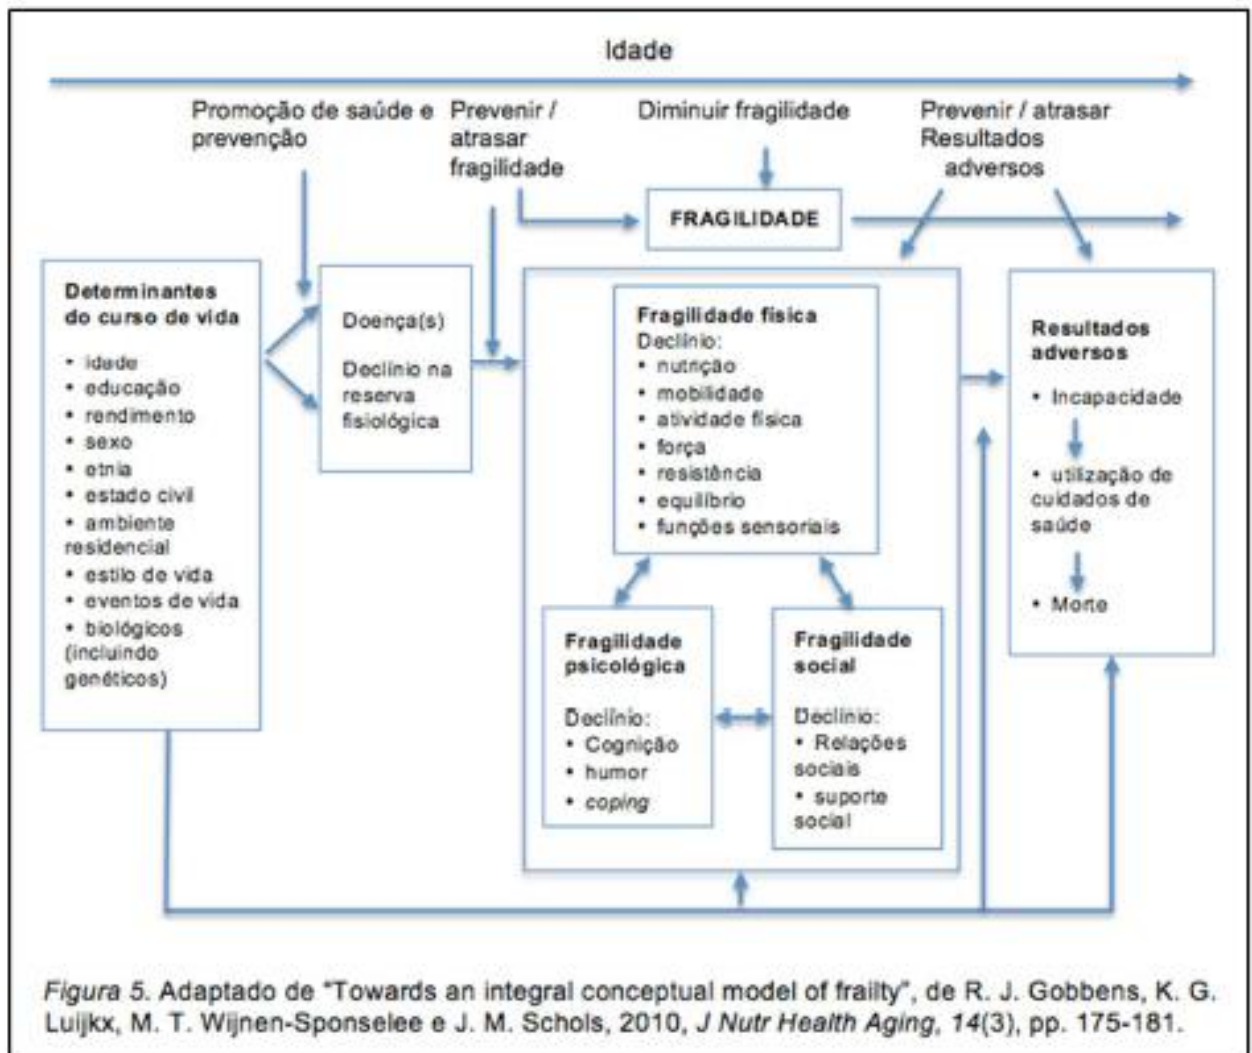 Idade
Promoção de saúde e
prevenção
Prevenir /
atrasar
fragilidade
Diminuir fragilidade
Prevenir / atrasar
Resultados
adversos
FRAGILIDADE
Determinantes
do curso de vida
• idade
• educação
• rendimento
• sexo
• etnia
• estado civil
• ambiente
residencial
• estilo de vida
• eventos de vida
• biológicos
(incluindo
genéticos)
Doença(s)
Declínio na
reserva
fisiológica
Fragilidade física
Declínio:
• nutrição
• mobilidade
• atividade física
• força
• resistência
• equilíbrio
• funções sensoriais
Fragilidade
psicológica
Declínio:
• Cognição
• humor
• coping
Fragilidade
social
Declínio:
• Relações
sociais
• suporte
social
Resultados
adversos
• Incapacidade
• utilização de
cuidados de
saúde
• Morte
Figura 5. Adaptado de "Towards an integral conceptual model of frailty", de R. J. Gobbens, K. G.
Luijkx, M. T. Wijnen-Sponselee e J. M. Schols, 2010, J Nutr Health Aging, 14(3), pp. 175-181.